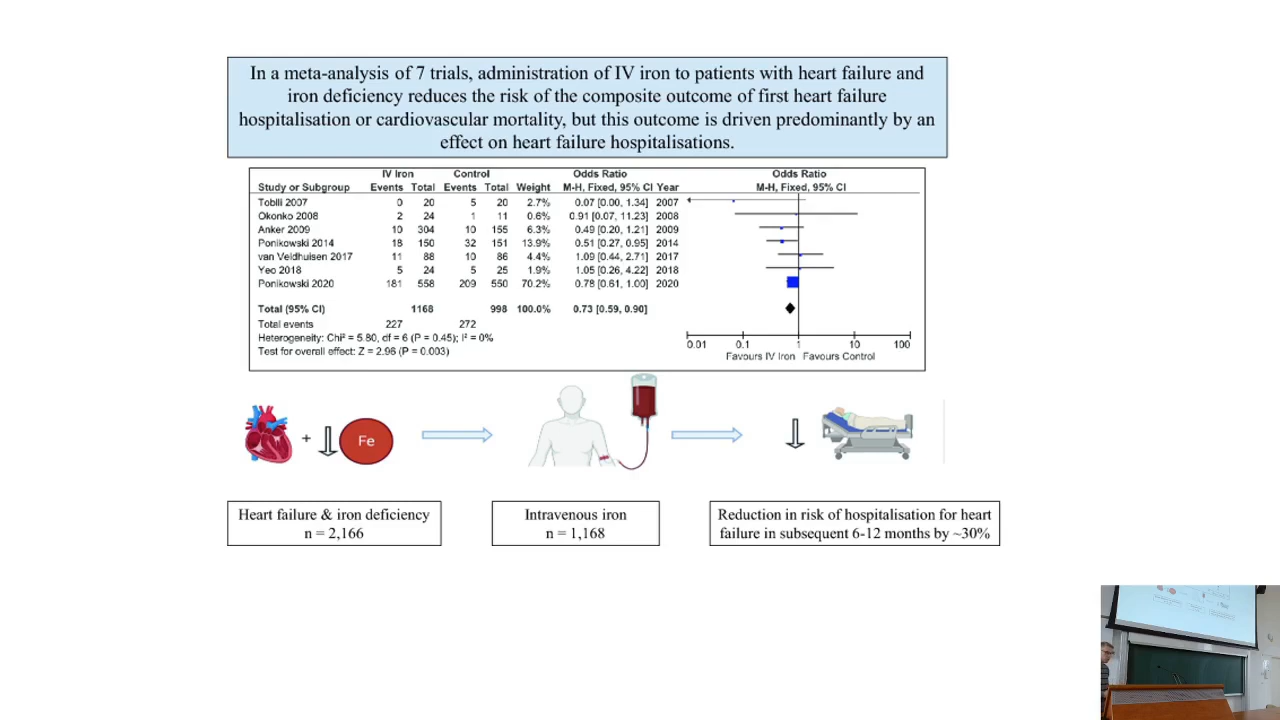 In a meta-analysis of 7 trials, administration of IV iron to patients with heart failure and
iron deficiency reduces the risk of the composite outcome of first heart failure
hospitalisation or cardiovascular mortality, but this outcome is driven predominantly by an
effect on heart failure hospitalisations.
IV Iron Control Odds Ratio Odds Ratio
Study or Subgroup Events Total Events Total Weight M-H, Fixed, 95% CI Year M-H, Fixed, 95% CI
Toblli 2007 0 20 5 20 2.7% 0.07 [0.00, 1.34] 2007
Okonko 2008 2 24 1 11 0.6% 0.91 [0.07, 11.23] 2008
Anker 2009 10 304 10 155 6.3% 0.49 [0.20, 1.21] 2009
Ponikowski 2014 18 150 32 151 13.9% 0.51 [0.27, 0.95] 2014
van Veldhuisen 2017 11 88 10 86 4.4% 1.09 [0.44, 2.71] 2017
Yeo 2018 5 24 5 25 1.9% 1.05 [0.26, 4.22] 2018
Ponikowski 2020 181 558 209 550 70.2% 0.78 [0.61, 1.00] 2020
Total (95% CI) 1168 998 100.0% 0.73 [0.59, 0.90]
Total events 227 272
Heterogeneity: Chi² = 5.80, df = 6 (P = 0.45); I² = 0%
Test for overall effect: Z = 2.96 (P = 0.003)
0.01 0.1 1 10 100
Favours IV Iron Favours Control
+ Fe
Heart failure & iron deficiency
n = 2,166
Intravenous iron
n = 1,168
Reduction in risk of hospitalisation for heart
failure in subsequent 6-12 months by ~30%